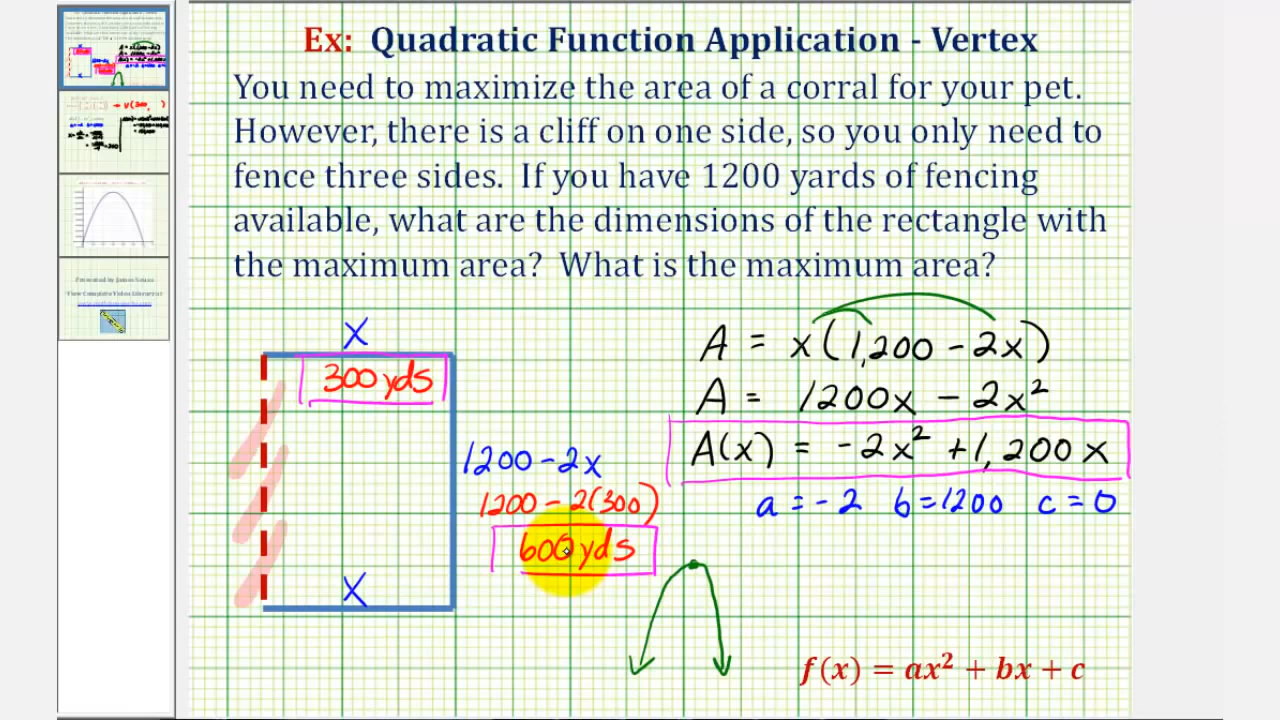 Ex: Quadratic Function Application - Vertex
You need to maximize the area of a corral for your pet.
However, there is a cliff on one side, so you only need to
fence three sides. If you have 1200 yards of fencing
available, what are the dimensions of the rectangle with
the maximum area? What is the maximum area?
X
300 yds
X
1200 - 2x
1200 - 2(300)
600 yds
A = x(1,200 - 2x)
A = 1200x - 2x²
A(x) = -2x² + 1,200x
a = -2 b = 1200 c = 0
f(x) = ax² + bx + c
Presented by James Sousa